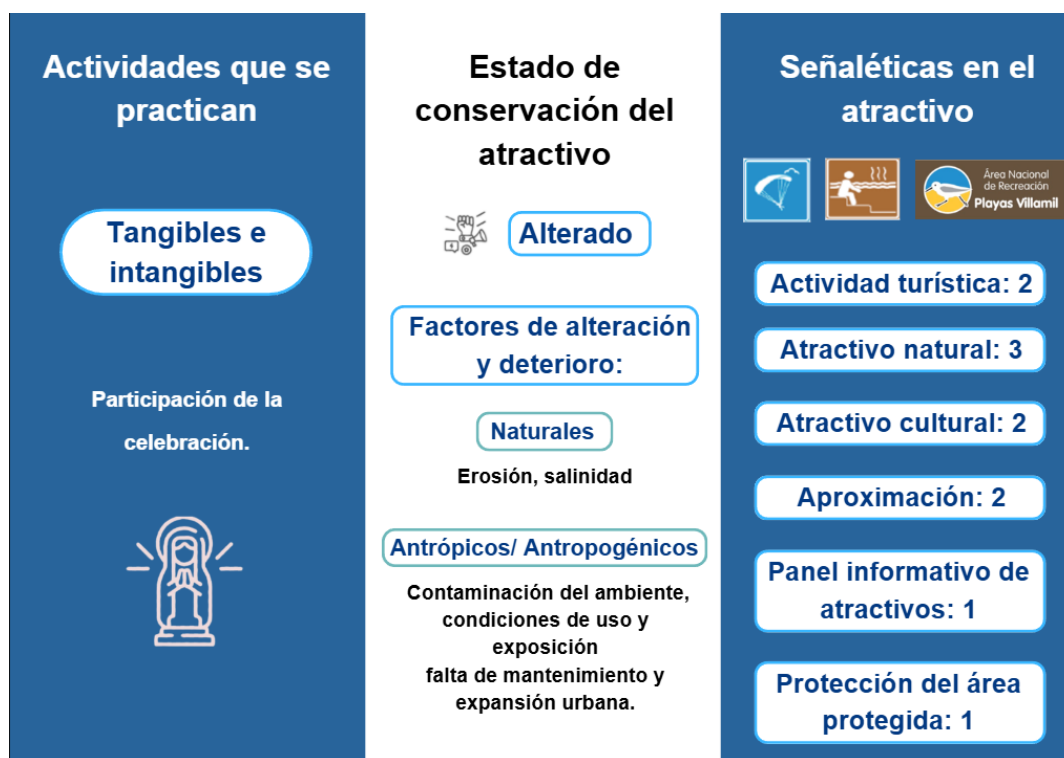 Actividades que se
practican
Tangibles e
intangibles
Participación de la
celebración.
Estado de
conservación del
atractivo
Alterado
Factores de alteración
y deterioro:
Naturales
Erosión, salinidad
Antrópicos/ Antropogénicos
Contaminación del ambiente,
condiciones de uso y
exposición
falta de mantenimiento y
expansión urbana.
Señaléticas en el
atractivo
Área Nacional
de Recreación
Playas Villamil
Actividad turística: 2
Atractivo natural: 3
Atractivo cultural: 2
Aproximación: 2
Panel informativo de
atractivos: 1
Protección del área
protegida: 1